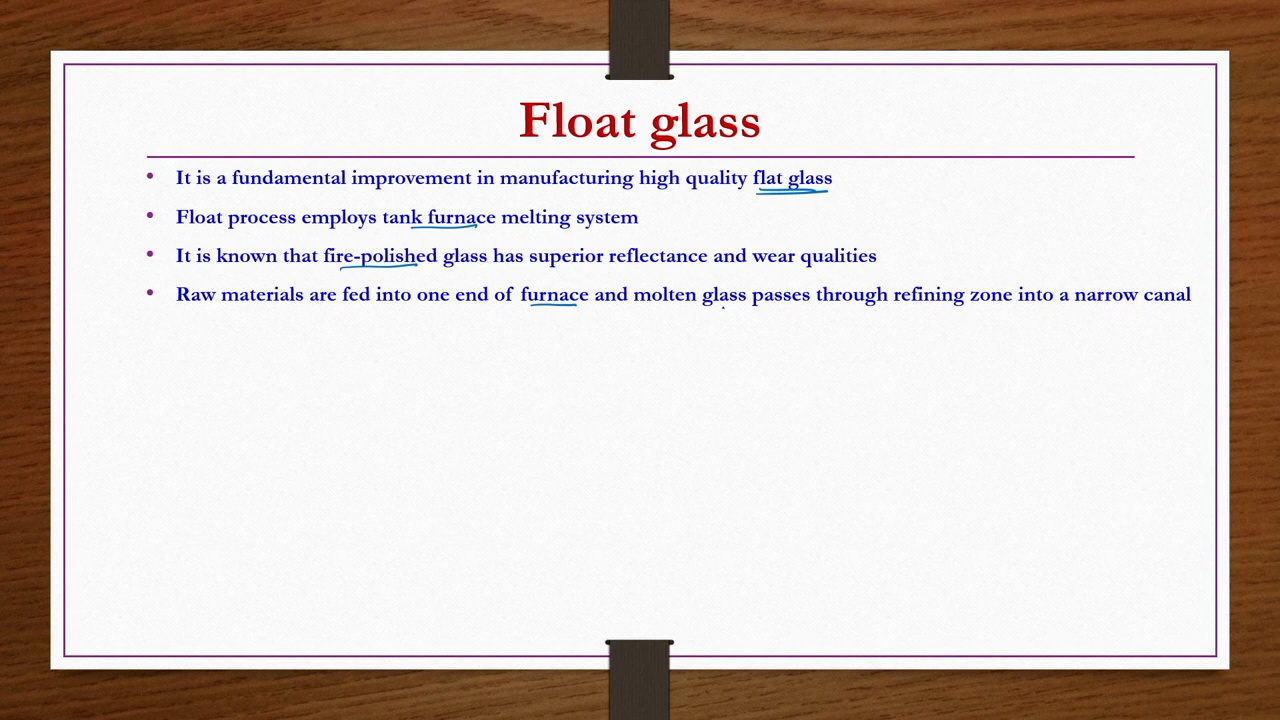 Float glass
• It is a fundamental improvement in manufacturing high quality flat glass
• Float process employs tank furnace melting system
• It is known that fire-polished glass has superior reflectance and wear qualities
• Raw materials are fed into one end of furnace and molten glass passes through refining zone into a narrow canal